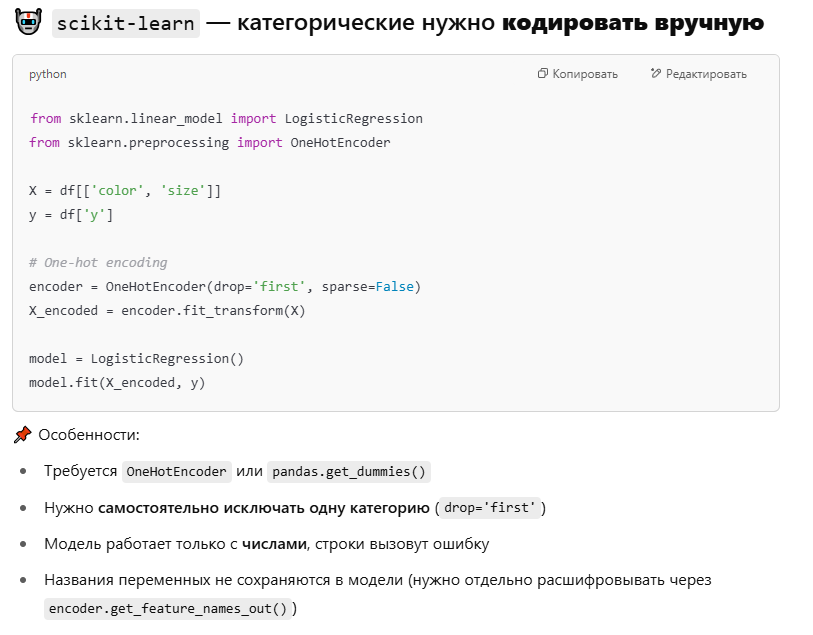 scikit-learn — категорические нужно кодировать вручную
python
Копировать
Редактировать
from sklearn.linear_model import LogisticRegression
from sklearn.preprocessing import OneHotEncoder
X = df[['color', 'size']]
y = df['y']
# One-hot encoding
encoder = OneHotEncoder(drop='first', sparse=False)
X_encoded = encoder.fit_transform(X)
model = LogisticRegression()
model.fit(X_encoded, y)
Особенности:
Требуется OneHotEncoder или pandas.get_dummies()
Нужно самостоятельно исключать одну категорию (drop='first')
Модель работает только с числами, строки вызовут ошибку
Названия переменных не сохраняются в модели (нужно отдельно расшифровывать через
encoder.get_feature_names_out())